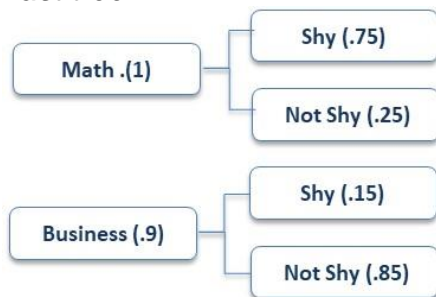 Shy (.75)
Math .(1)
Not Shy (.25)
Shy (.15)
Business (.9)
Not Shy (.85)